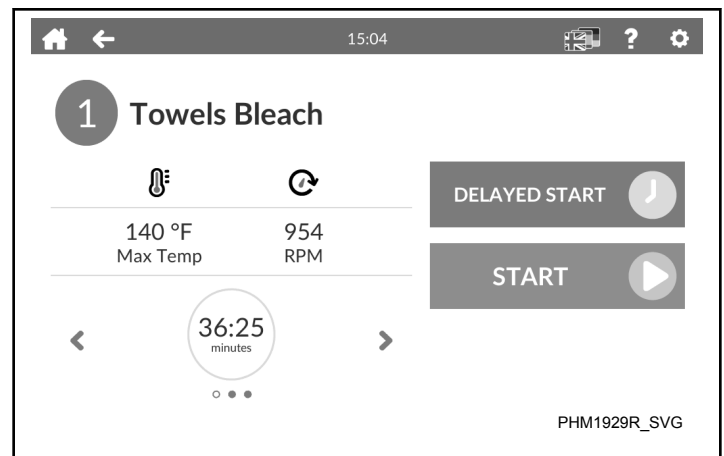 15:04
?
1 Towels Bleach
140 °F
Max Temp
954
RPM
DELAYED START
START
36:25
minutes
PHM1929R_SVG